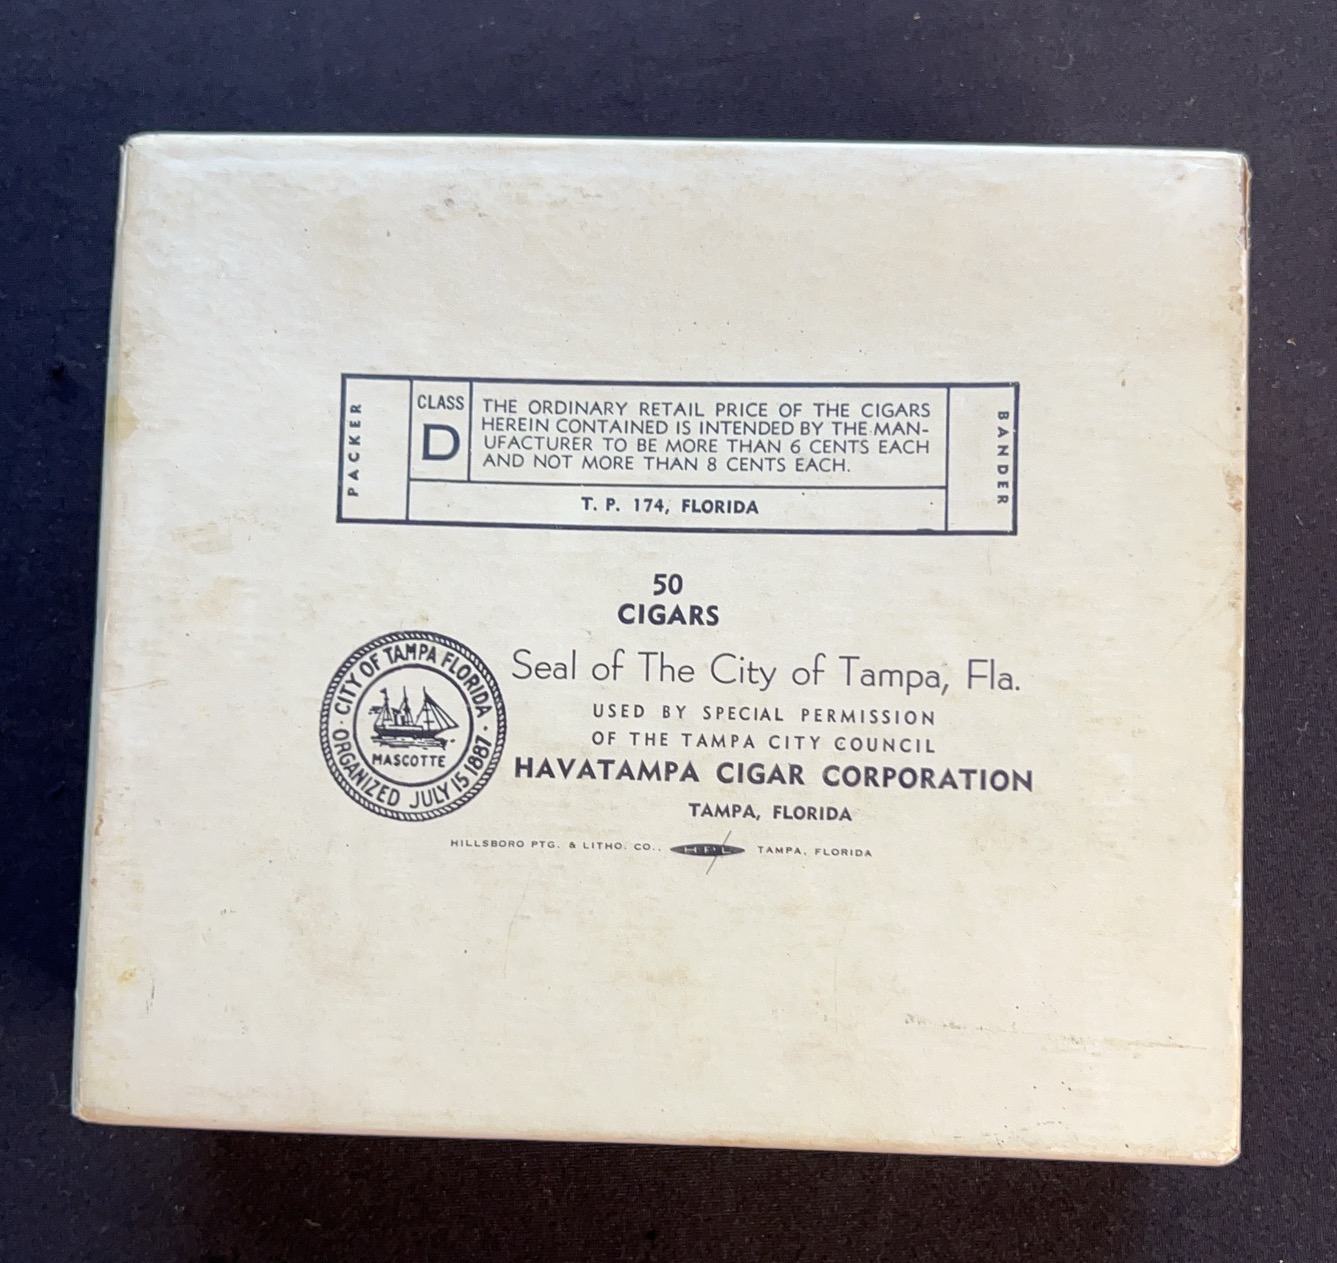 PACKER
CLASS
D
THE ORDINARY RETAIL PRICE OF THE CIGARS
HEREIN CONTAINED IS INTENDED BY THE MAN-
UFACTURER TO BE MORE THAN 6 CENTS EACH
AND NOT MORE THAN 8 CENTS EACH.
T. P. 174, FLORIDA
BANDER
50
CIGARS
CITY OF TAMPA FLORIDA
MASCOTTE
ORGANIZED JULY 15 1887
Seal of The City of Tampa, Fla.
USED BY SPECIAL PERMISSION
OF THE TAMPA CITY COUNCIL
HAVATAMPA CIGAR CORPORATION
TAMPA, FLORIDA
HILLSBORO PTG. & LITHO. CO., HPL TAMPA, FLORIDA